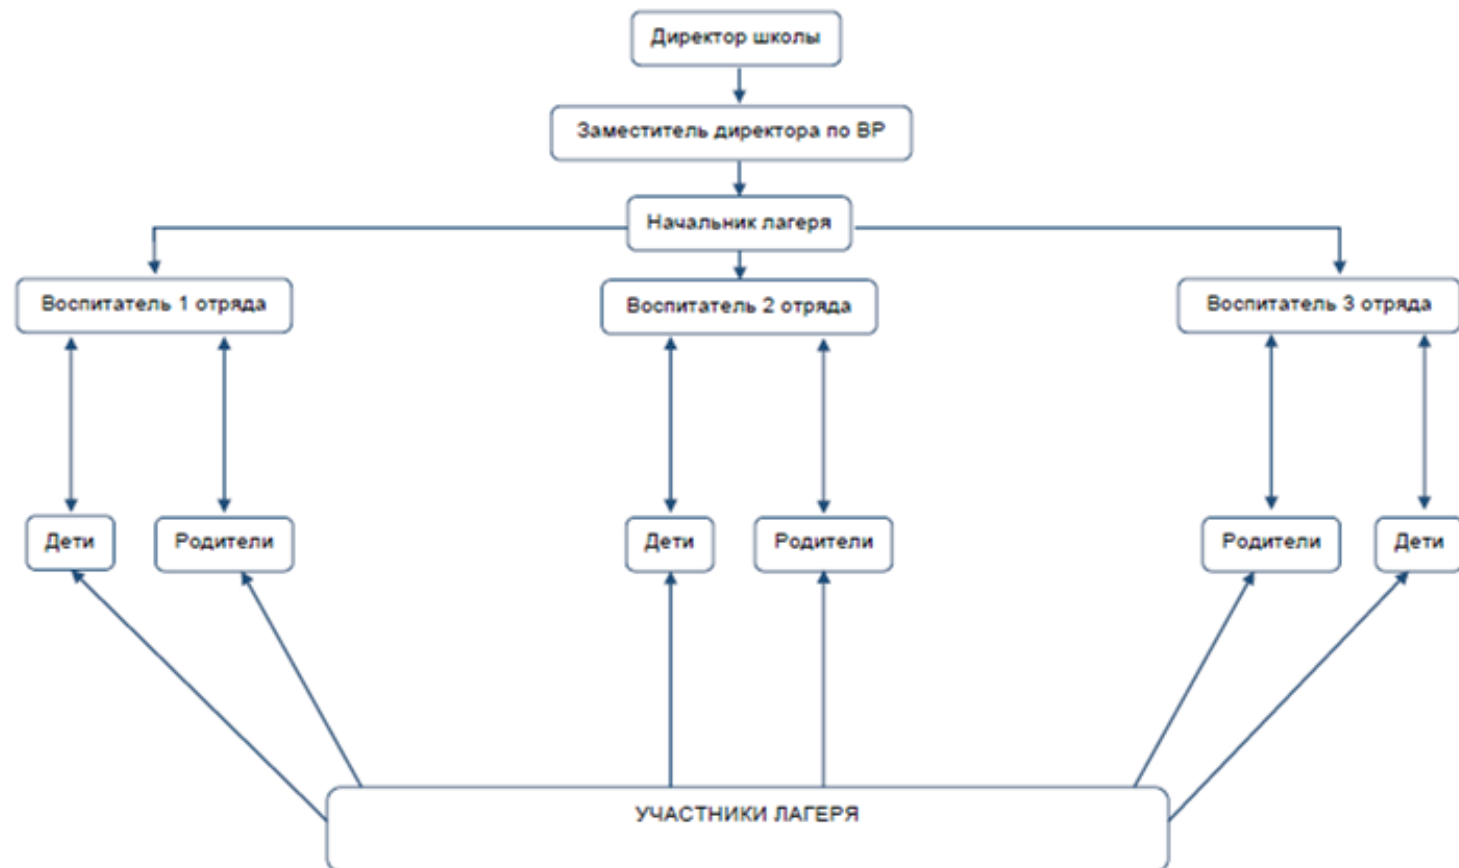 Директор школы
Заместитель директора по ВР
Начальник лагеря
Воспитатель 1 отряда
Воспитатель 2 отряда
Воспитатель 3 отряда
Дети
Родители
Дети
Родители
Родители
Дети
УЧАСТНИКИ ЛАГЕРЯ